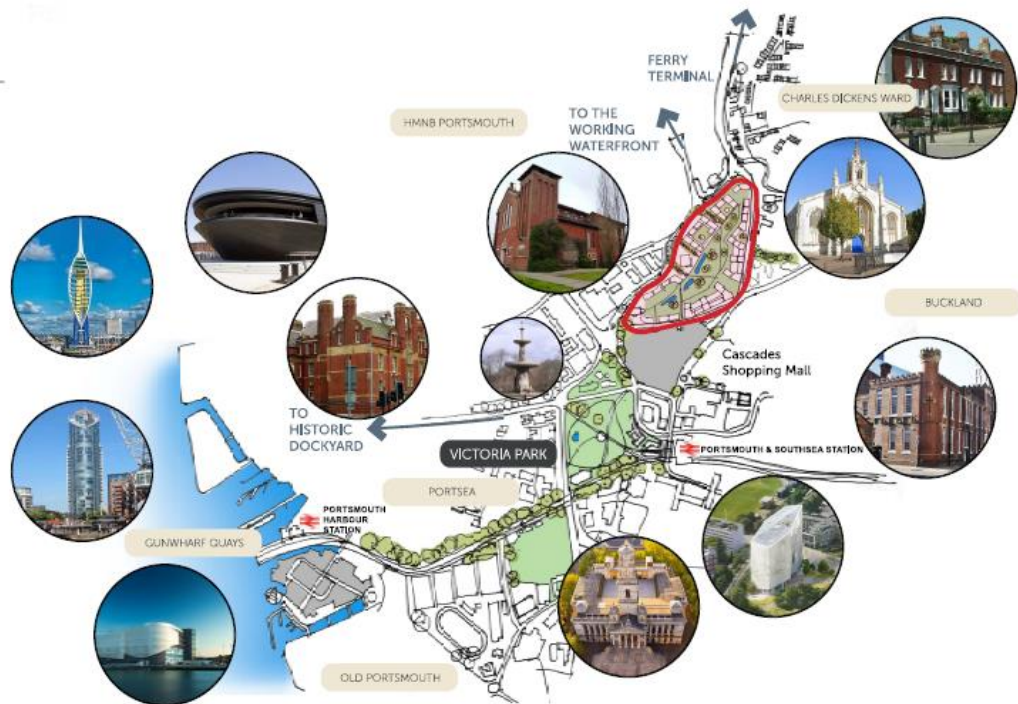 FERRY
TERMINAL
CHARLES DICKENS WARD
HMNB PORTSMOUTH
TO THE
WORKING
WATERFRONT
BUCKLAND
Cascades
Shopping Mall
TO
HISTORIC
DOCKYARD
VICTORIA PARK
PORTSMOUTH & SOUTHSEA STATION
PORTSEA
PORTSMOUTH
HARBOUR
STATION
GUNWHARF QUAYS
OLD PORTSMOUTH